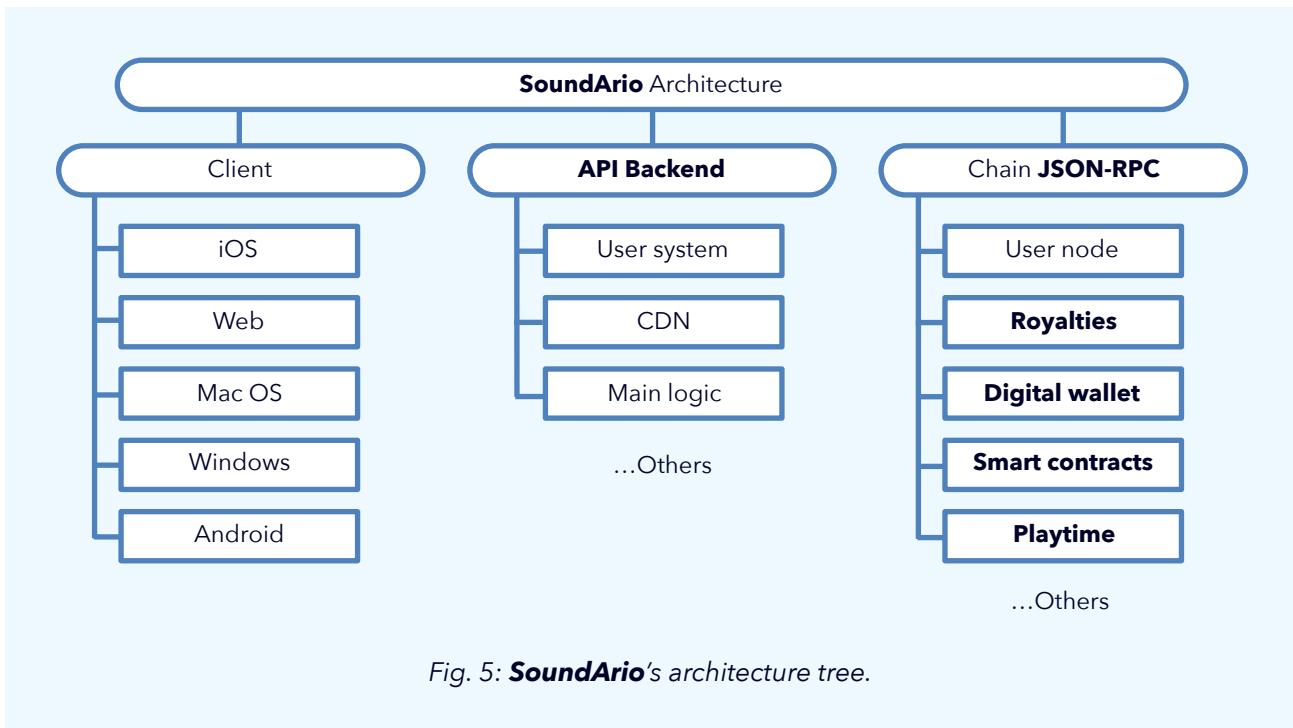 SoundArio Architecture
Client
iOS
Web
Mac OS
Windows
Android
API Backend
User system
CDN
Main logic
…Others
Chain JSON-RPC
User node
Royalties
Digital wallet
Smart contracts
Playtime
…Others
Fig. 5: SoundArio's architecture tree.